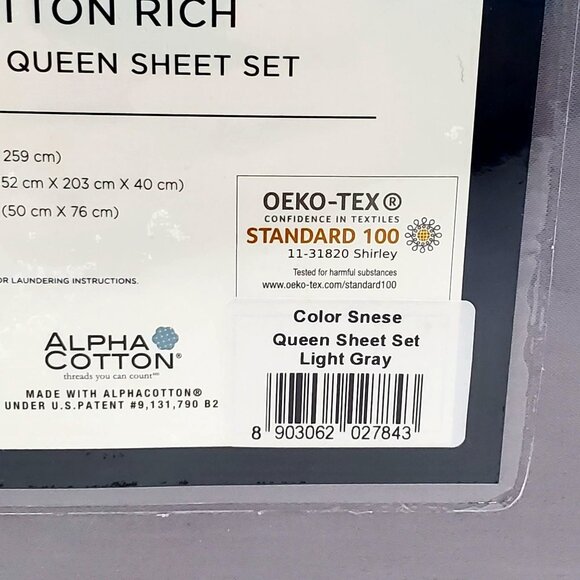 TTON RICH
QUEEN SHEET SET
259 cm)
52 cm X 203 cm X 40 cm)
(50 cm X 76 cm)
OEKO-TEX®
CONFIDENCE IN TEXTILES
STANDARD 100
11-31820 Shirley
Tested for harmful substances
www.oeko-tex.com/standard100
OR LAUNDERING INSTRUCTIONS.
Color Snese
Queen Sheet Set
Light Gray
8 903062 027843
ALPHA
COTTON®
threads you can count™
MADE WITH ALPHACOTTON®
UNDER U.S.PATENT #9,131,790 B2